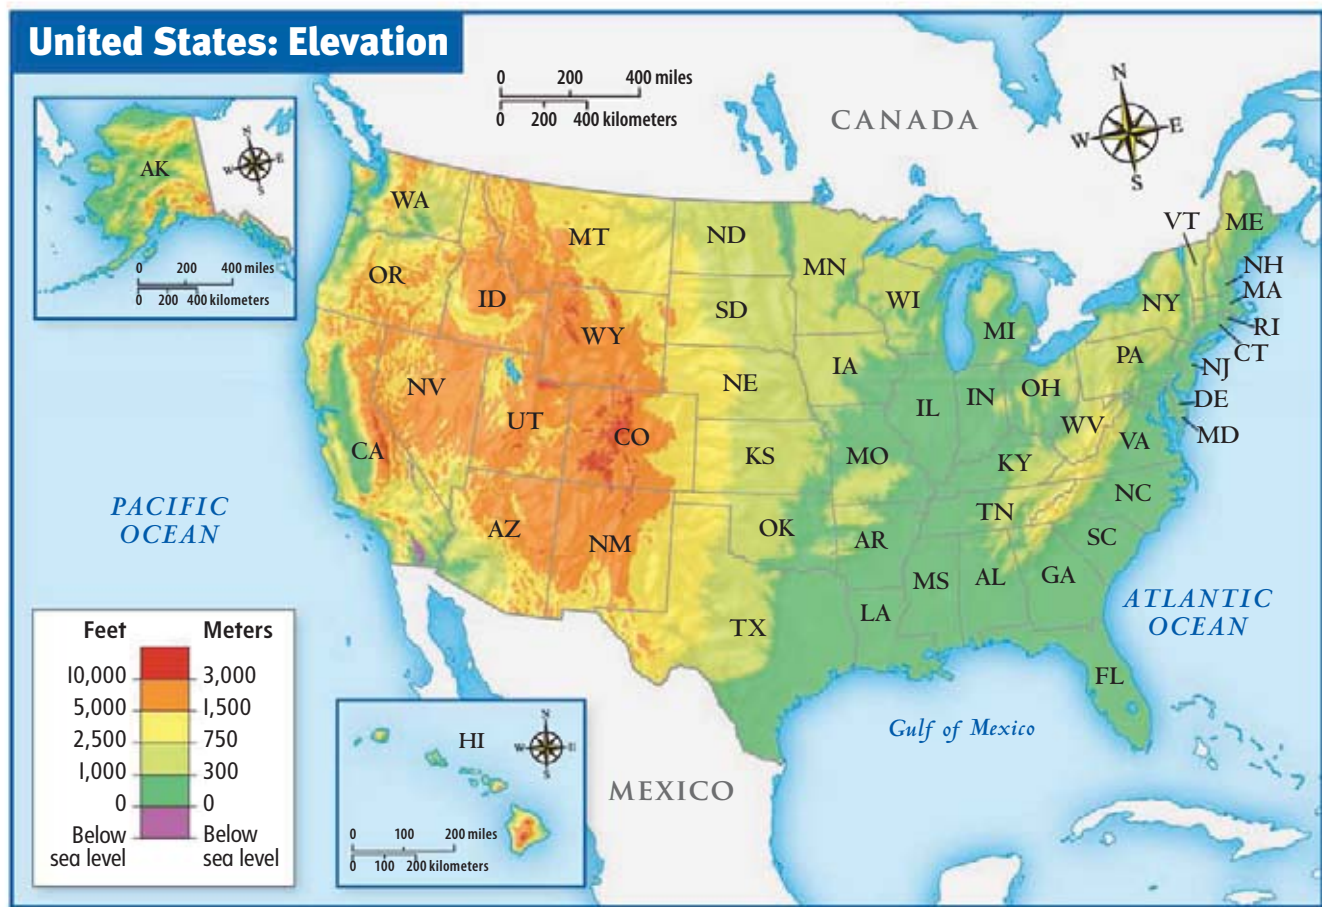 United States: Elevation
0 200 400 miles
0 200 400 kilometers
CANADA
N
W E
S
N
W E
S
AK
0 200 400 miles
0 200 400 kilometers
WA
MT
ND
MN
VT
ME
OR
ID
WY
SD
WI
MI
NY
NH
MA
RI
CT
NV
UT
CO
NE
IA
IL
IN
OH
PA
NJ
DE
MD
CA
KS
MO
KY
WV
VA
AZ
NM
OK
AR
TN
NC
SC
TX
LA
MS
AL
GA
FL
PACIFIC
OCEAN
ATLANTIC
OCEAN
Gulf of Mexico
MEXICO
Feet Meters
10,000 3,000
5,000 1,500
2,500 750
1,000 300
0 0
Below Below
sea level sea level
HI
N
W E
S
0 100 200 miles
0 100 200 kilometers